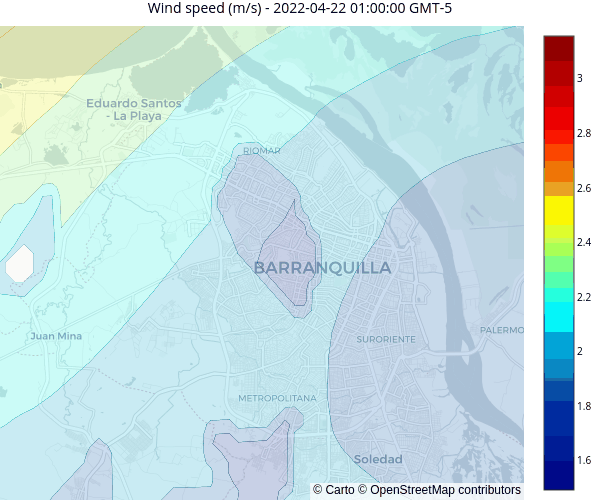 Wind speed (m/s) - 2022-04-22 01:00:00 GMT-5
3
2.8
2.6
2.4
2.2
2
1.8
1.6
Eduardo Santos
- La Playa
RIOMAR
BARRANQUILLA
Juan Mina
SURORIENTE
PALERMO
METROPOLITANA
Soledad
© Carto © OpenStreetMap contributors